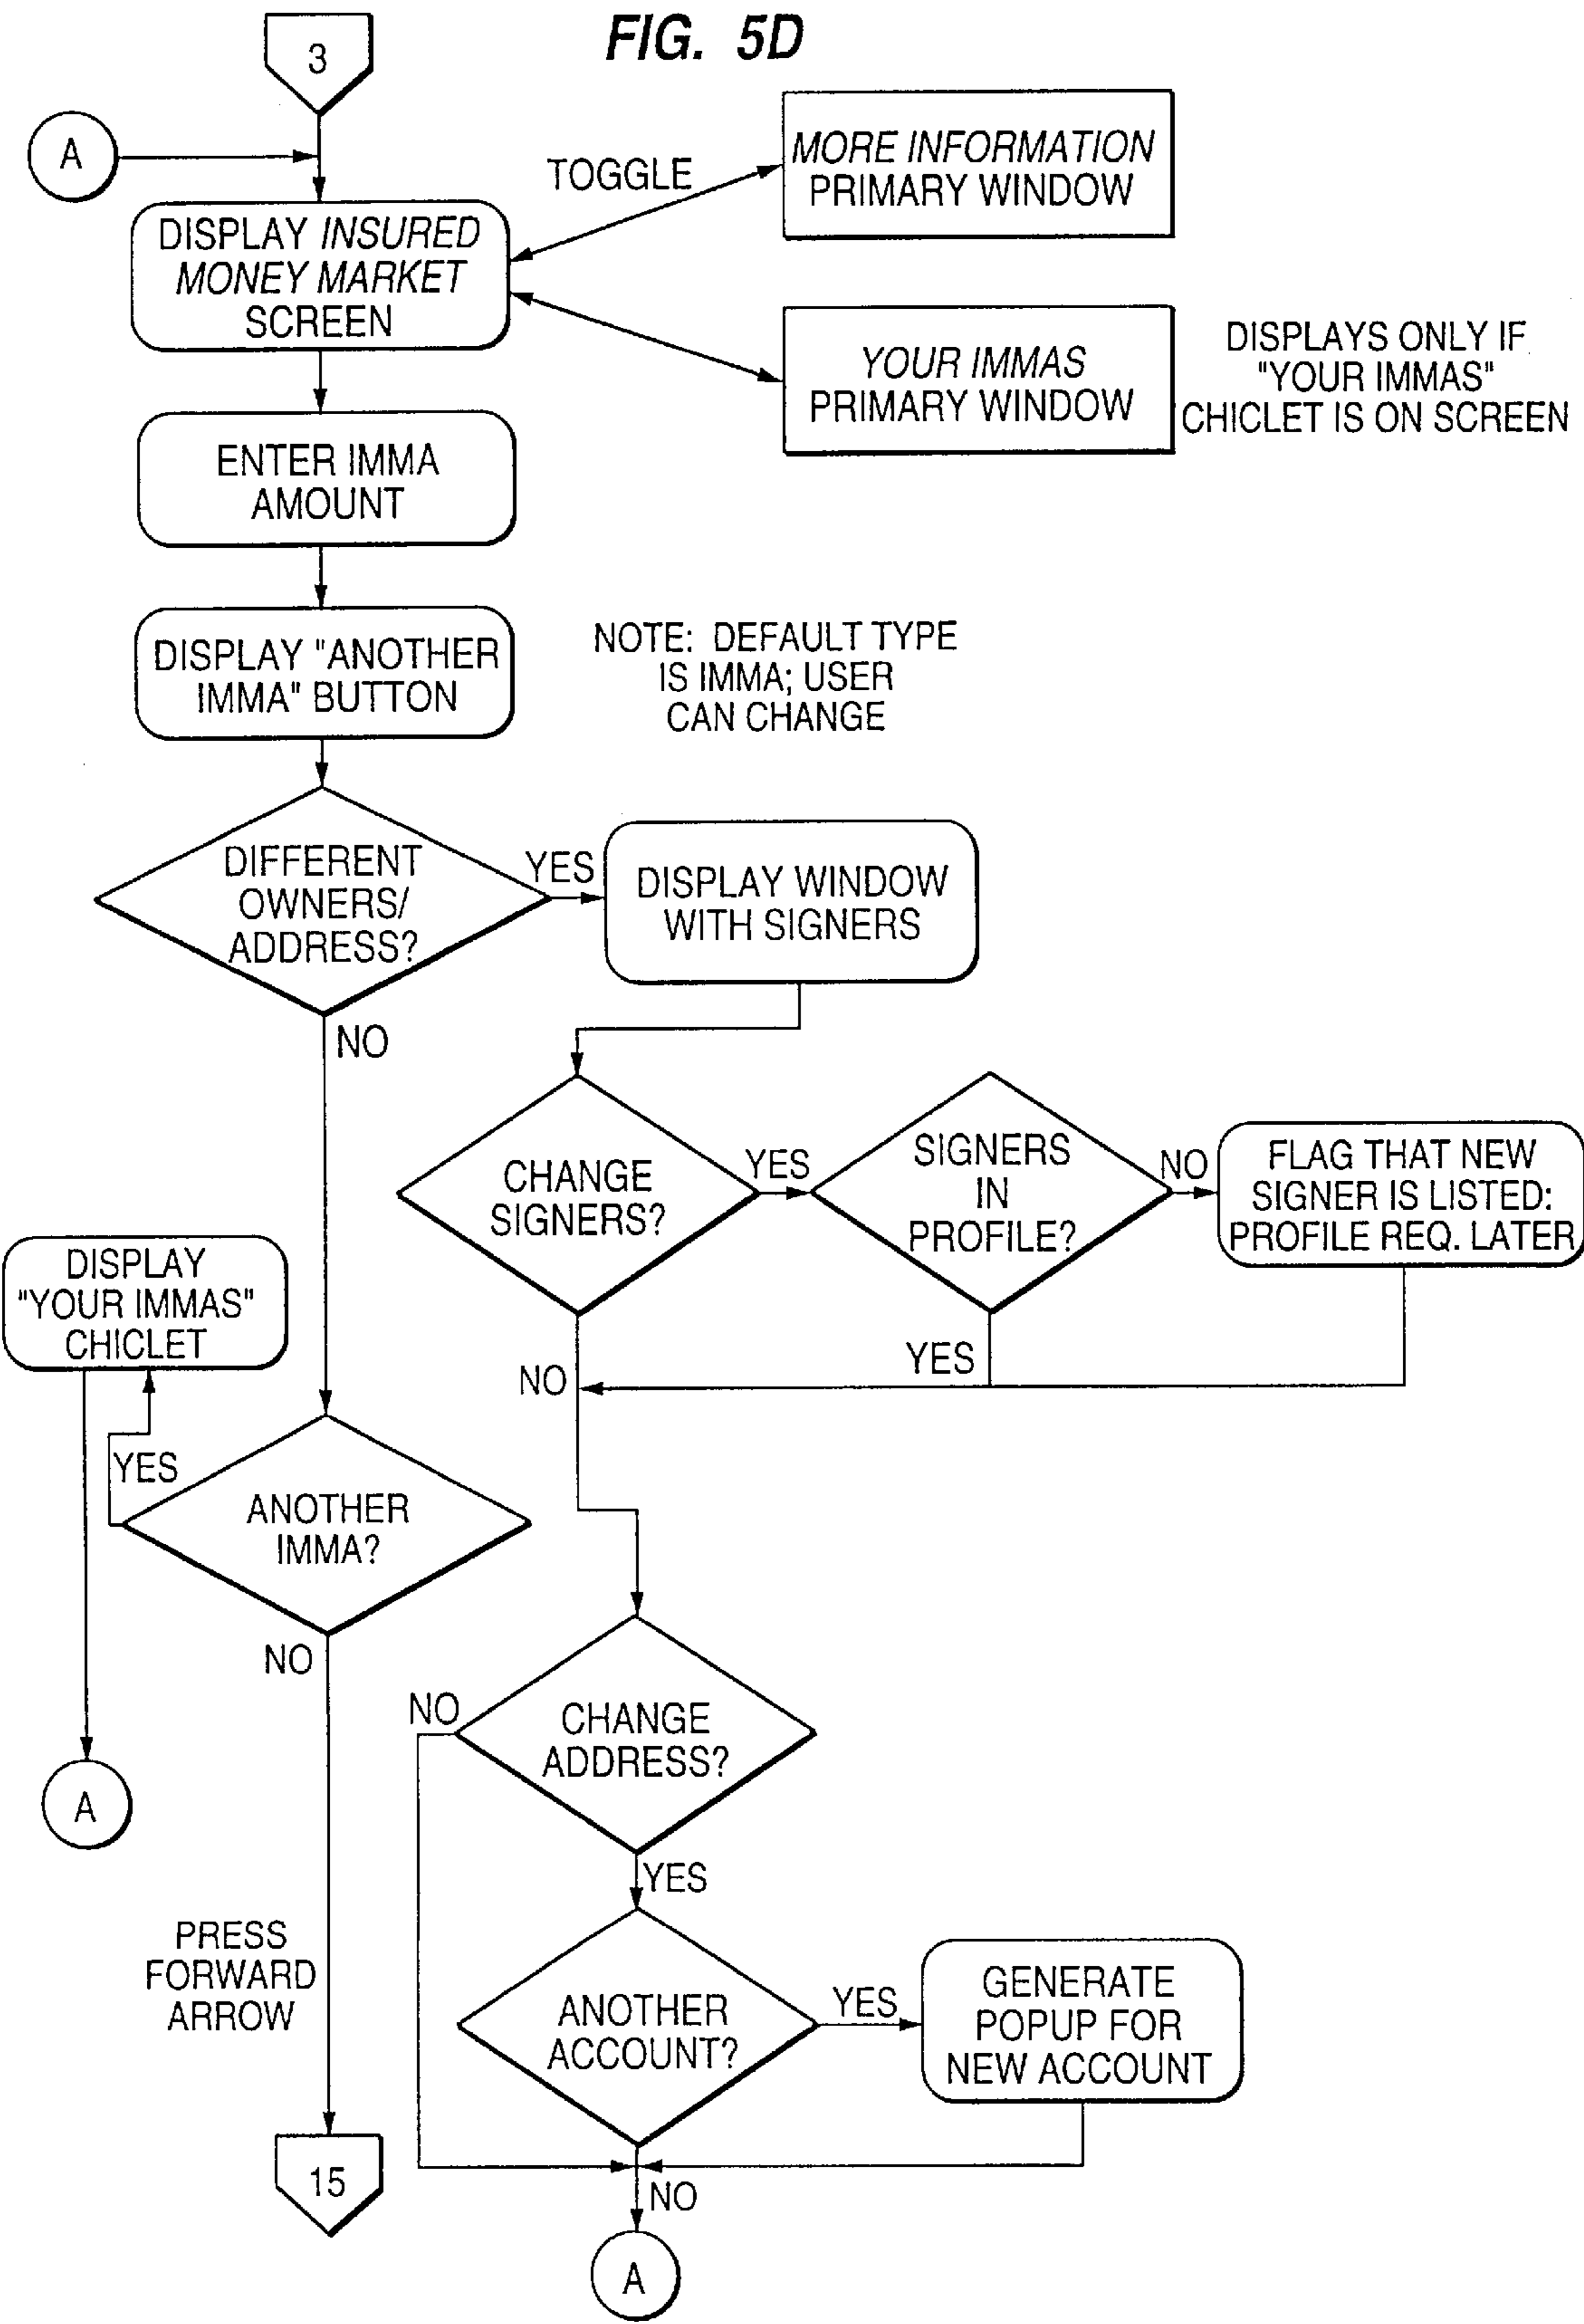 FIG. 5D
3
A
TOGGLE
MORE INFORMATION
PRIMARY WINDOW
DISPLAY INSURED
MONEY MARKET
SCREEN
YOUR IMMAS
PRIMARY WINDOW
DISPLAYS ONLY IF
"YOUR IMMAS"
CHICLET IS ON SCREEN
ENTER IMMA
AMOUNT
DISPLAY "ANOTHER
IMMA" BUTTON
NOTE: DEFAULT TYPE
IS IMMA; USER
CAN CHANGE
DIFFERENT
OWNERS/
ADDRESS?
YES
DISPLAY WINDOW
WITH SIGNERS
NO
CHANGE
SIGNERS?
YES
SIGNERS
IN
PROFILE?
NO
FLAG THAT NEW
SIGNER IS LISTED:
PROFILE REQ. LATER
YES
NO
DISPLAY
"YOUR IMMAS"
CHICLET
YES
ANOTHER
IMMA?
NO
A
NO
CHANGE
ADDRESS?
YES
PRESS
FORWARD
ARROW
ANOTHER
ACCOUNT?
YES
GENERATE
POPUP FOR
NEW ACCOUNT
15
NO
A